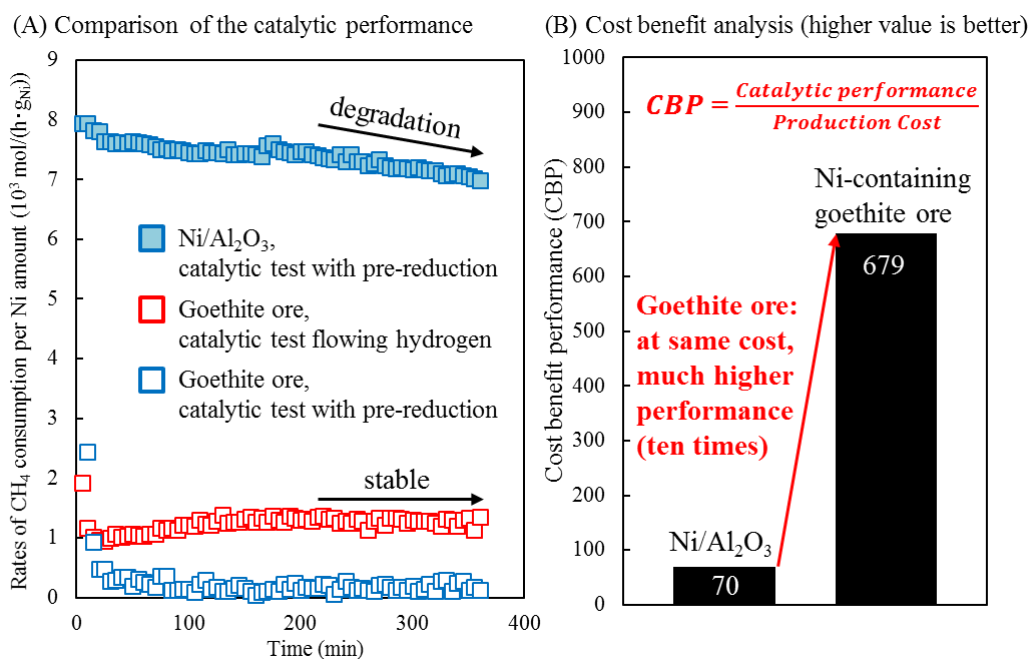 (A) Comparison of the catalytic performance
Rates of CH₄ consumption per Ni amount (10³ mol/(h·gNi))
9
8
7
6
5
4
3
2
1
0
degradation
Ni/Al₂O₃,
catalytic test with pre-reduction
Goethite ore,
catalytic test flowing hydrogen
Goethite ore,
catalytic test with pre-reduction
stable
0
100
200
300
400
Time (min)
(B) Cost benefit analysis (higher value is better)
Cost benefit performance (CBP)
1000
900
800
700
600
500
400
300
200
100
0
CBP = Catalytic performance / Production Cost
Ni-containing
goethite ore
679
Goethite ore:
at same cost,
much higher
performance
(ten times)
Ni/Al₂O₃
70